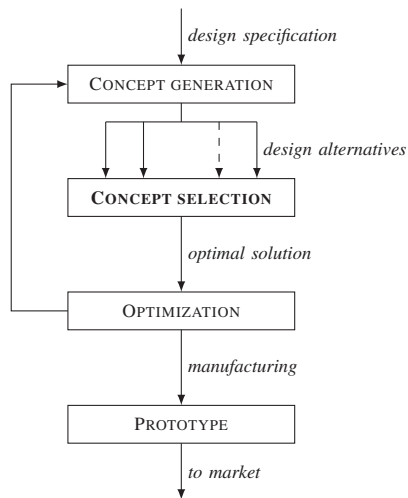 design specification
CONCEPT GENERATION
design alternatives
CONCEPT SELECTION
optimal solution
OPTIMIZATION
manufacturing
PROTOTYPE
to market